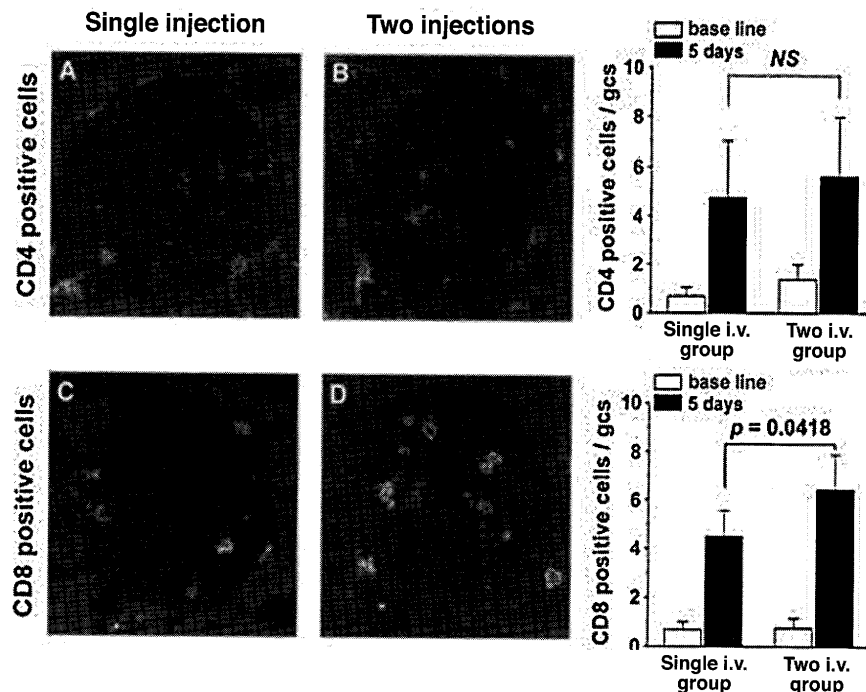 Single injection
Two injections
CD4 positive cells
A
B
base line
5 days
CD4 positive cells / gcs
10
8
6
4
2
0
NS
Single i.v.
group
Two i.v.
group
CD8 positive cells
C
D
base line
5 days
CD8 positive cells / gcs
10
8
6
4
2
0
p = 0.0418
Single i.v.
group
Two i.v.
group